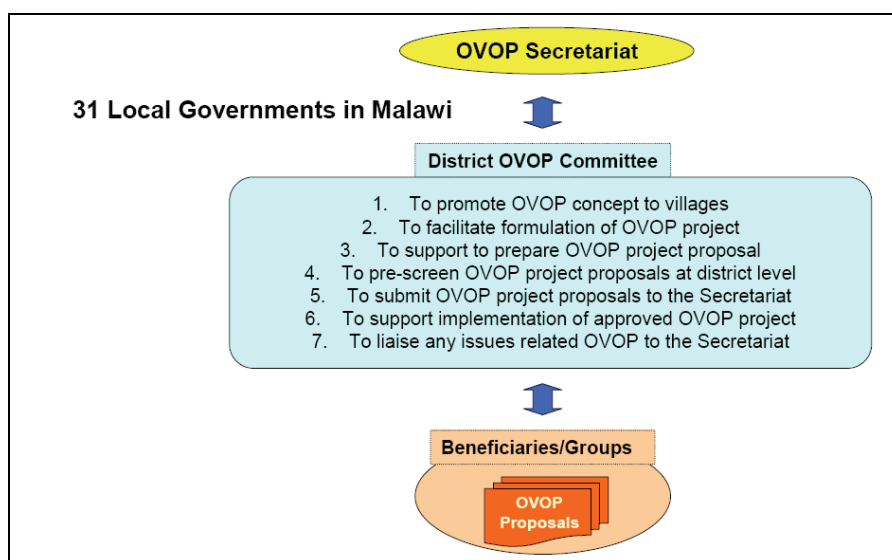 OVOP Secretariat
31 Local Governments in Malawi
District OVOP Committee
1. To promote OVOP concept to villages
2. To facilitate formulation of OVOP project
3. To support to prepare OVOP project proposal
4. To pre-screen OVOP project proposals at district level
5. To submit OVOP project proposals to the Secretariat
6. To support implementation of approved OVOP project
7. To liaise any issues related OVOP to the Secretariat
Beneficiaries/Groups
OVOP
Proposals